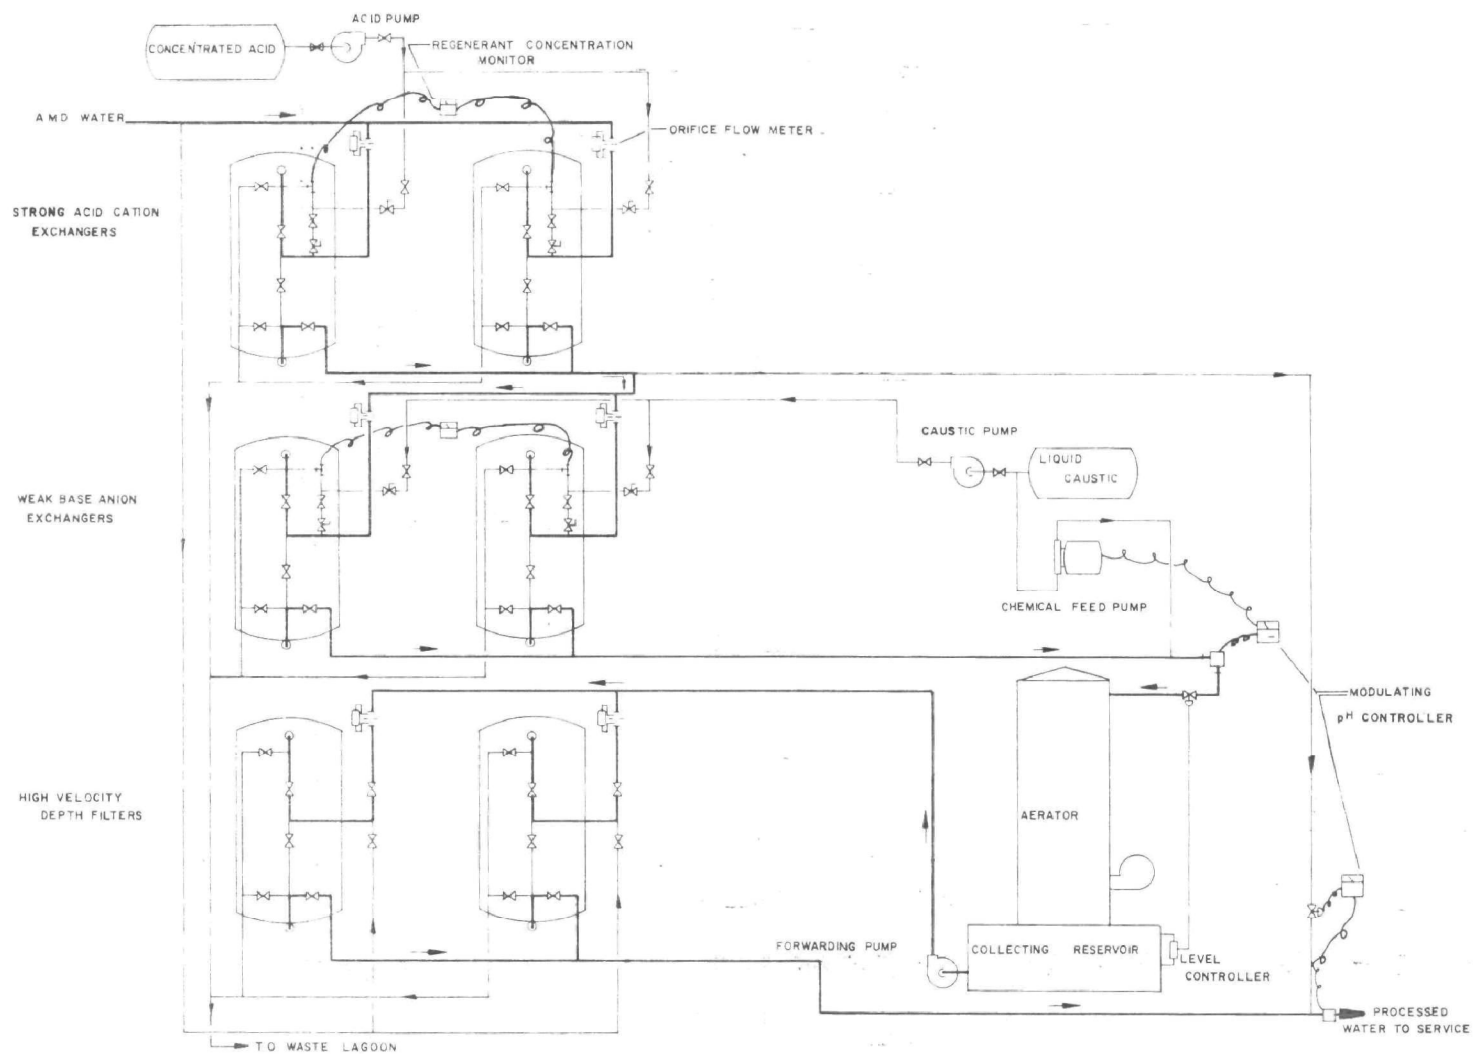 ACID PUMP
CONCENTRATED ACID
REGENERANT CONCENTRATION
MONITOR
AMD WATER
ORIFICE FLOW METER
STRONG ACID CATION
EXCHANGERS
CAUSTIC PUMP
LIQUID
CAUSTIC
WEAK BASE ANION
EXCHANGERS
CHEMICAL FEED PUMP
MODULATING
pH CONTROLLER
HIGH VELOCITY
DEPTH FILTERS
AERATOR
FORWARDING PUMP
COLLECTING RESERVOIR
LEVEL
CONTROLLER
PROCESSED
WATER TO SERVICE
TO WASTE LAGOON